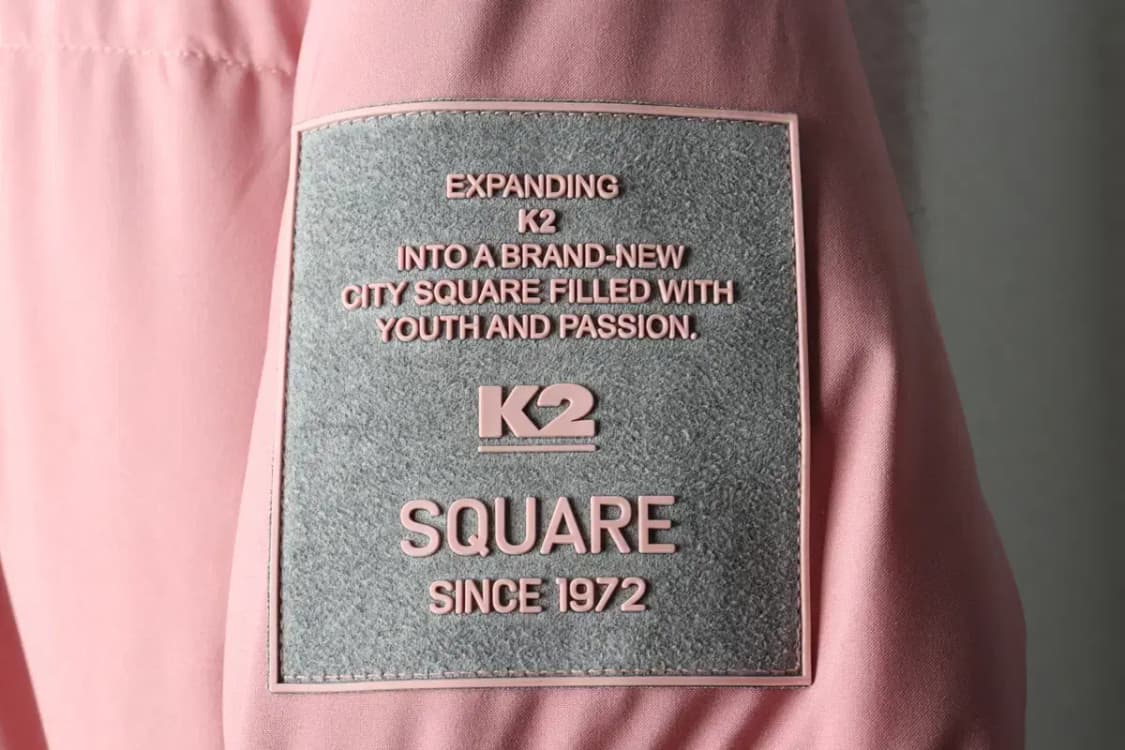 EXPANDING
K2
INTO A BRAND-NEW
CITY SQUARE FILLED WITH
YOUTH AND PASSION.
K2
SQUARE
SINCE 1972